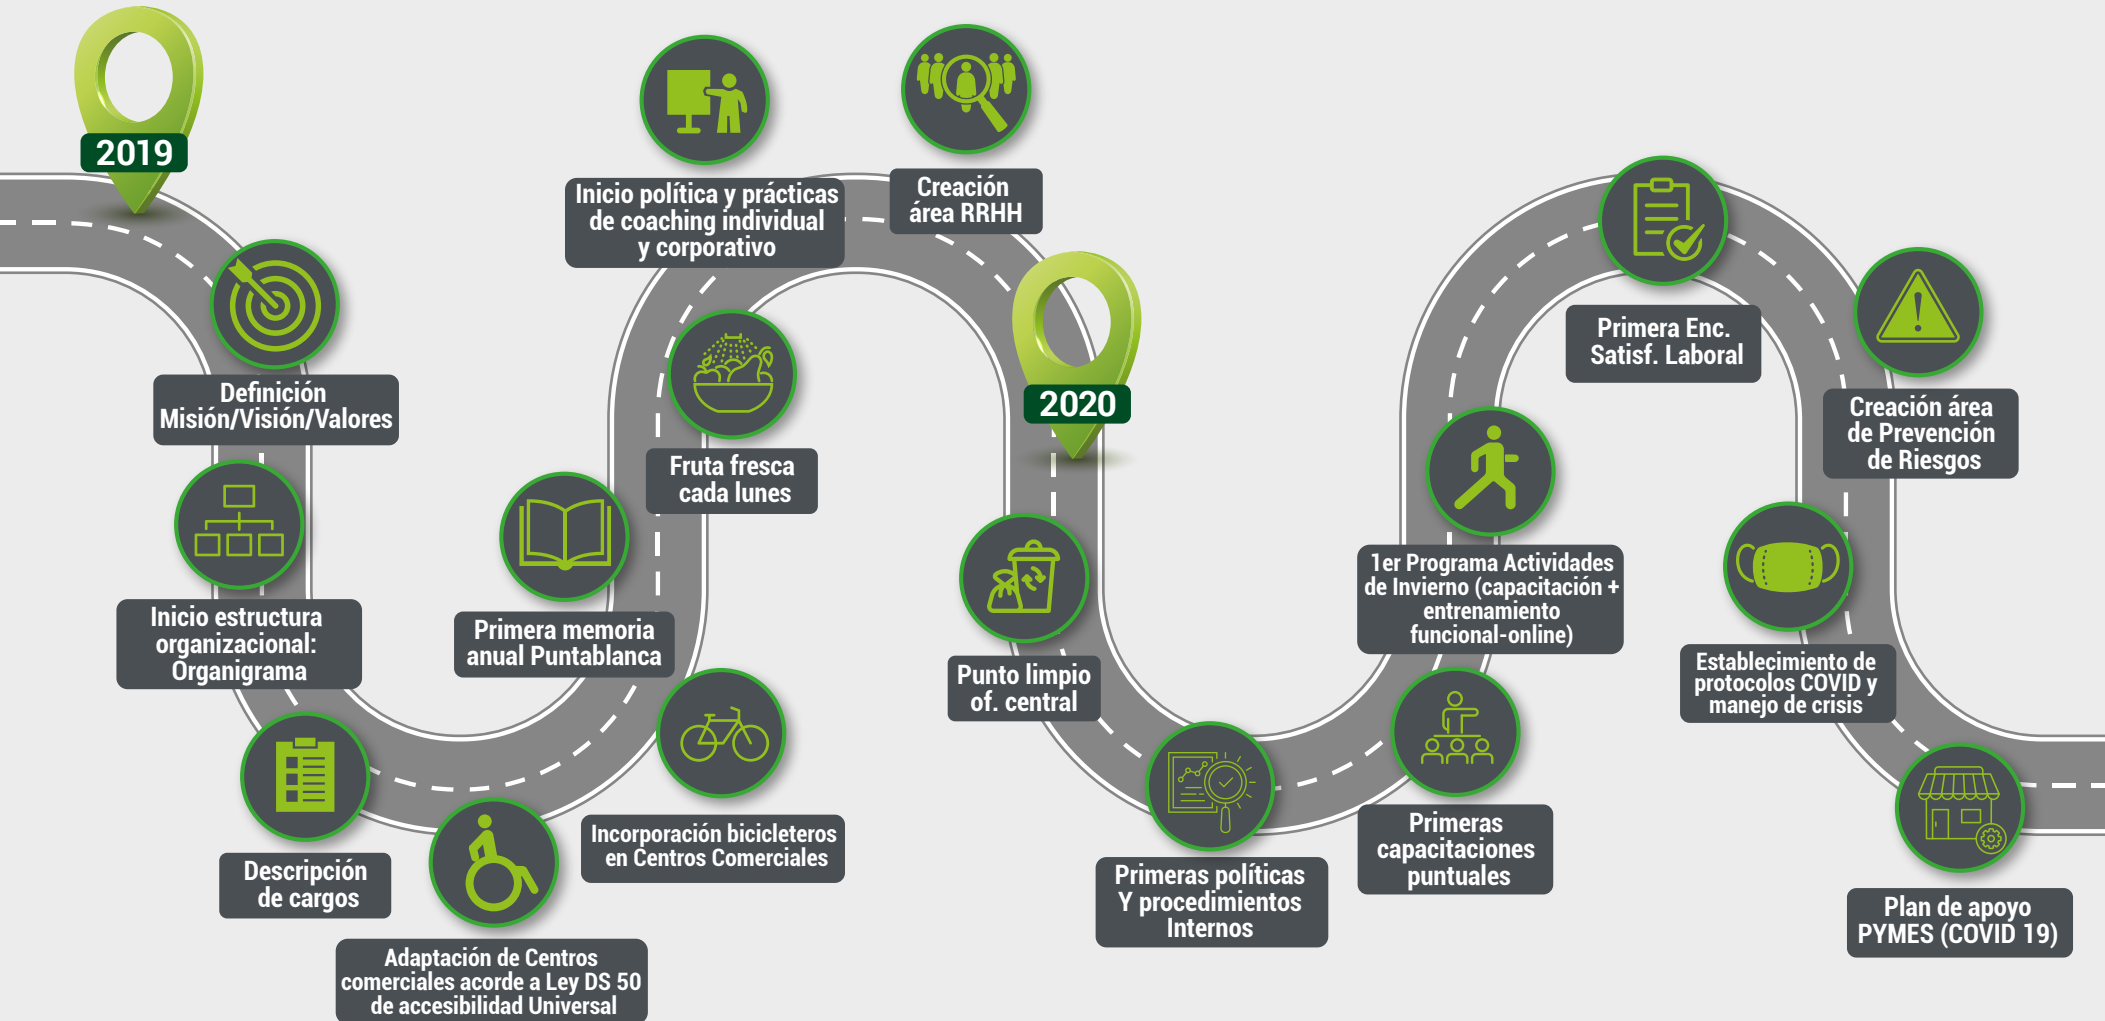 2019
Definición
Misión/Visión/Valores
Inicio estructura
organizacional:
Organigrama
Descripción
de cargos
Adaptación de Centros
comerciales acorde a Ley DS 50
de accesibilidad Universal
Incorporación bicicleteros
en Centros Comerciales
Primera memoria
anual Puntablanca
Fruta fresca
cada lunes
Inicio política y prácticas
de coaching individual
y corporativo
Creación
área RRHH
2020
Punto limpio
of. central
Primeras políticas
Y procedimientos
Internos
Primeras
capacitaciones
puntuales
1er Programa Actividades
de Invierno (capacitación +
entrenamiento
funcional-online)
Primera Enc.
Satisf. Laboral
Creación área
de Prevención
de Riesgos
Establecimiento de
protocolos COVID y
manejo de crisis
Plan de apoyo
PYMES (COVID 19)